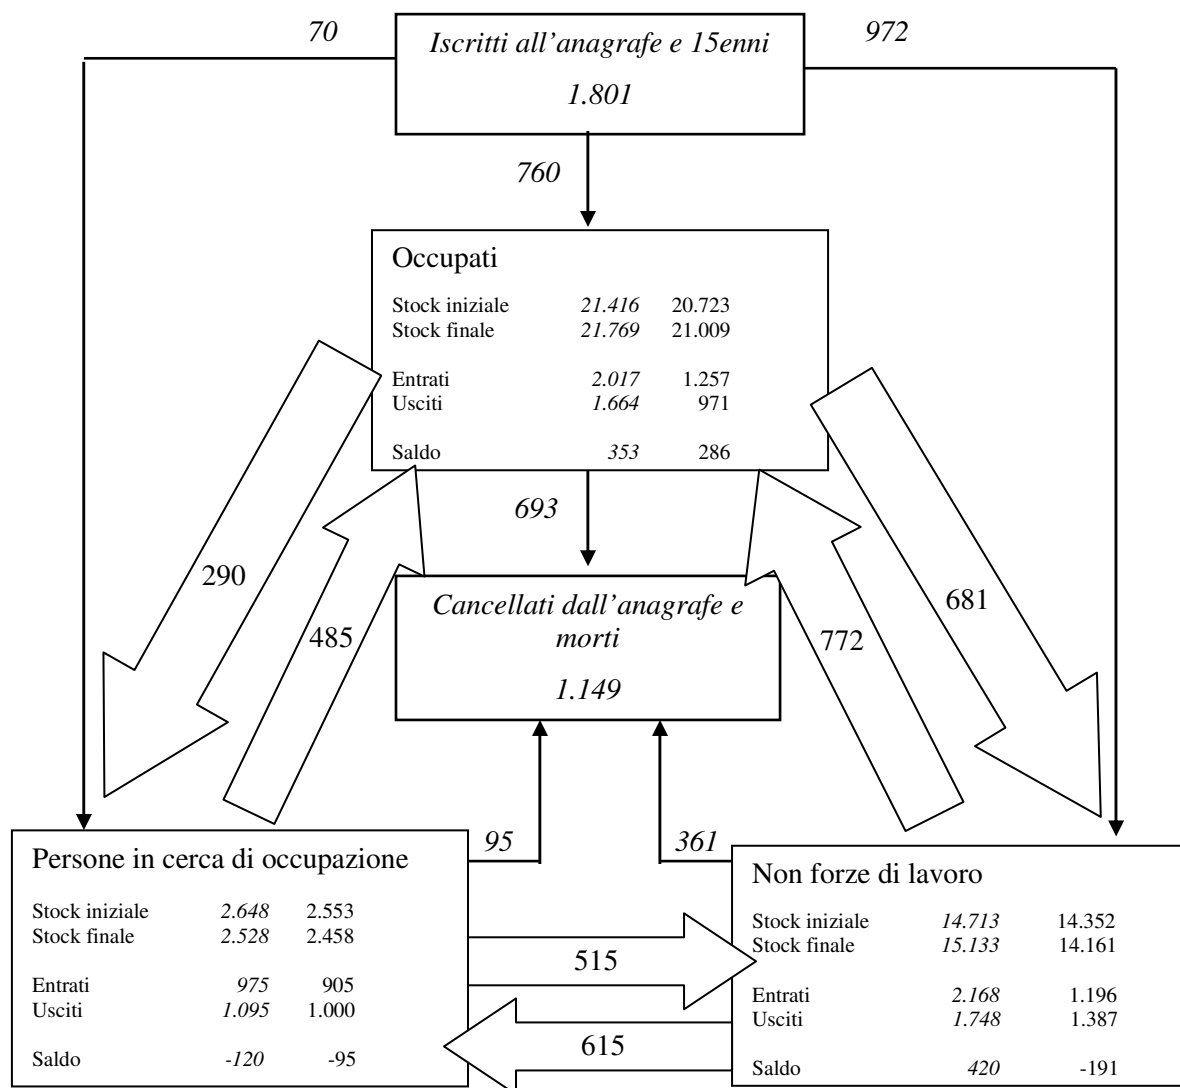 70
Iscritti all'anagrafe e 15enni
972
1.801
760
Occupati
Stock iniziale 21.416 20.723
Stock finale 21.769 21.009
Entrati 2.017 1.257
Usciti 1.664 971
Saldo 353 286
693
290
485
Cancellati dall'anagrafe e
morti
1.149
772
681
95
361
Persone in cerca di occupazione
Stock iniziale 2.648 2.553
Stock finale 2.528 2.458
Entrati 975 905
Usciti 1.095 1.000
Saldo -120 -95
515
615
Non forze di lavoro
Stock iniziale 14.713 14.352
Stock finale 15.133 14.161
Entrati 2.168 1.196
Usciti 1.748 1.387
Saldo 420 -191